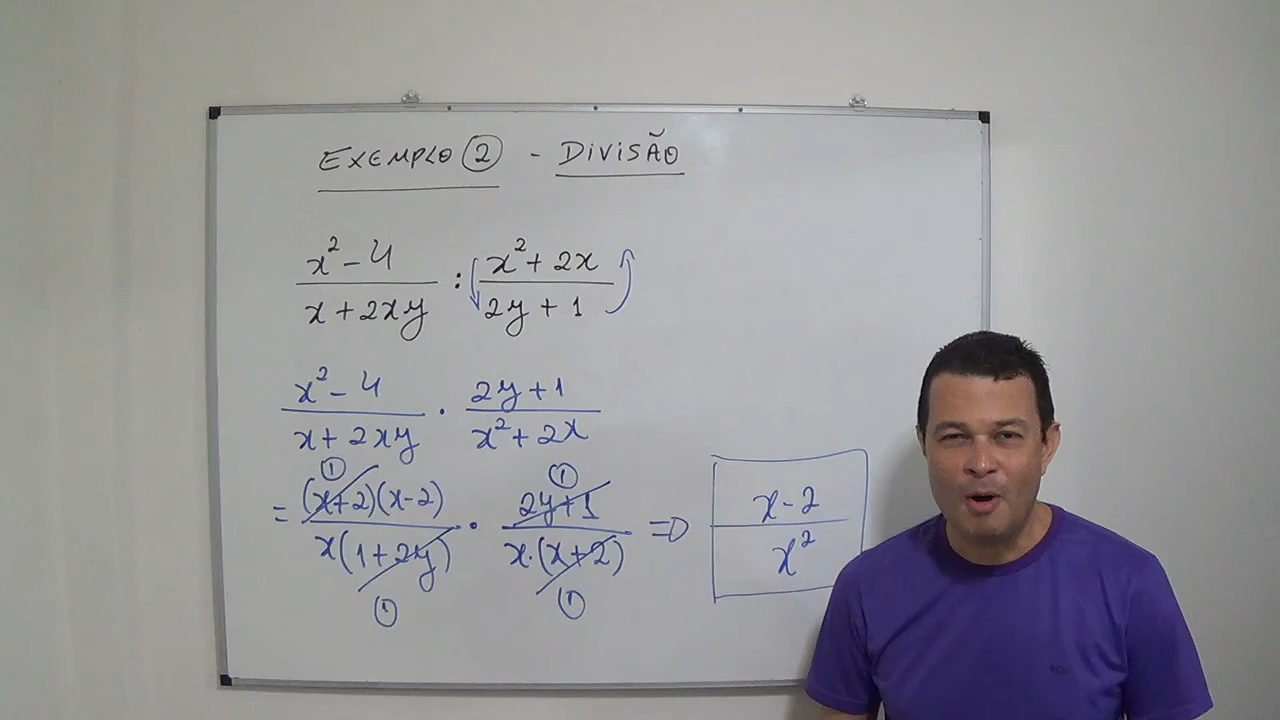 EXEMPLO ② - DIVISÃO
x² - 4 / x + 2xy : x² + 2x / 2y + 1
x² - 4 / x + 2xy · 2y + 1 / x² + 2x
① ①
= (x+2)(x-2) / x(1+2y) · 2y+1 / x·(x+2) ⇒ x-2 / x²
① ①